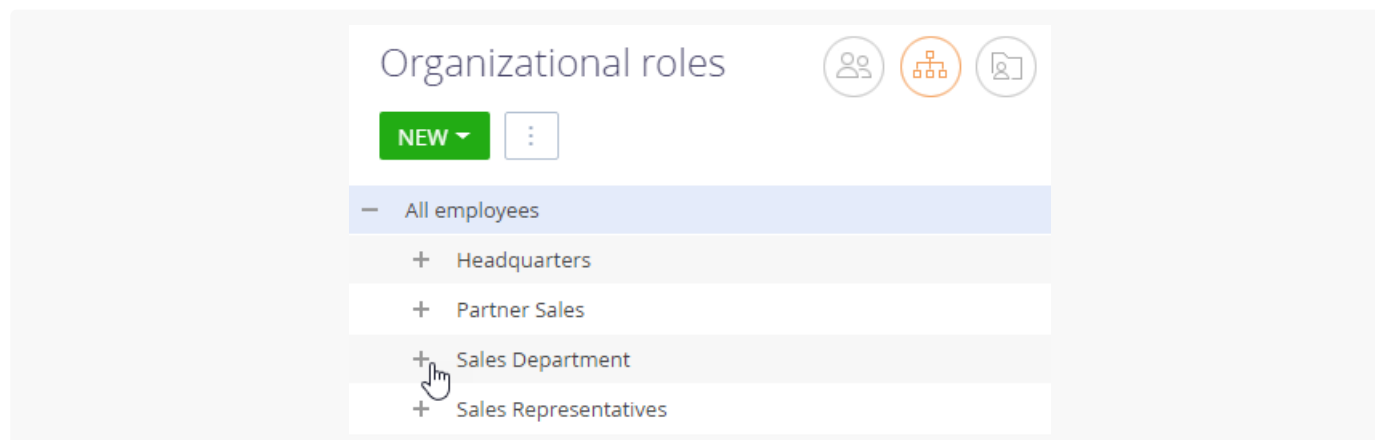 Organizational roles
NEW
All employees
Headquarters
Partner Sales
Sales Department
Sales Representatives